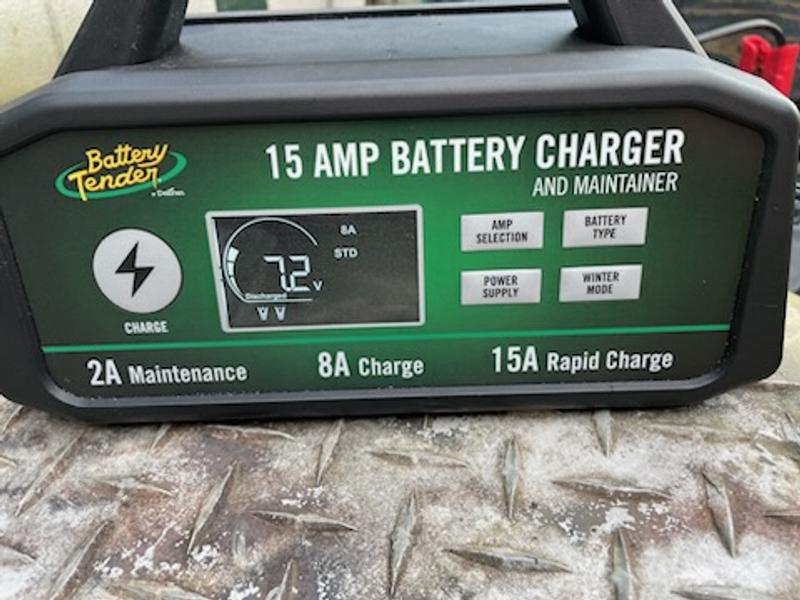 Battery
Tender
by Deltran
15 AMP BATTERY CHARGER
AND MAINTAINER
8A
STD
7.2 V
Discharged
AMP
SELECTION
BATTERY
TYPE
POWER
SUPPLY
WINTER
MODE
CHARGE
2A Maintenance
8A Charge
15A Rapid Charge